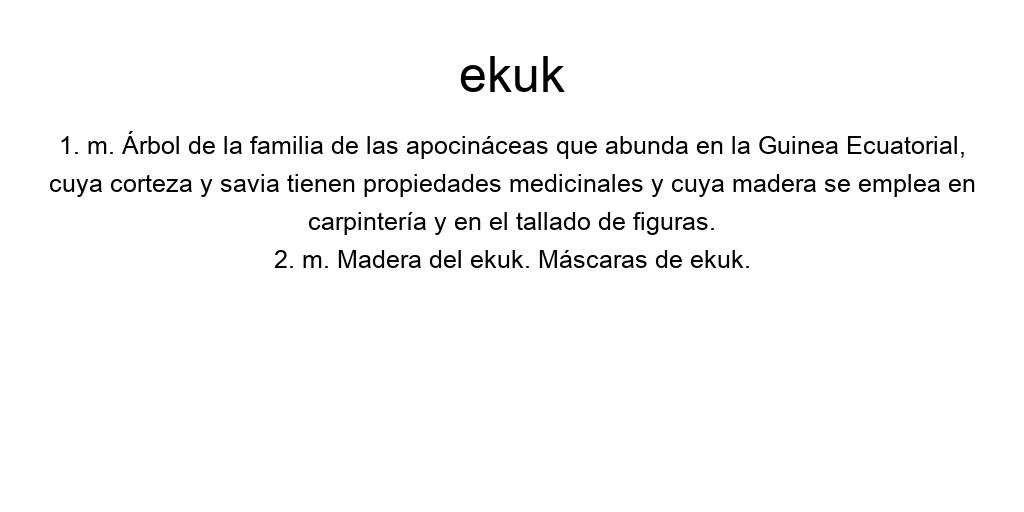 ekuk
1. m. Árbol de la familia de las apocináceas que abunda en la Guinea Ecuatorial,
cuya corteza y savia tienen propiedades medicinales y cuya madera se emplea en
carpintería y en el tallado de figuras.
2. m. Madera del ekuk. Máscaras de ekuk.